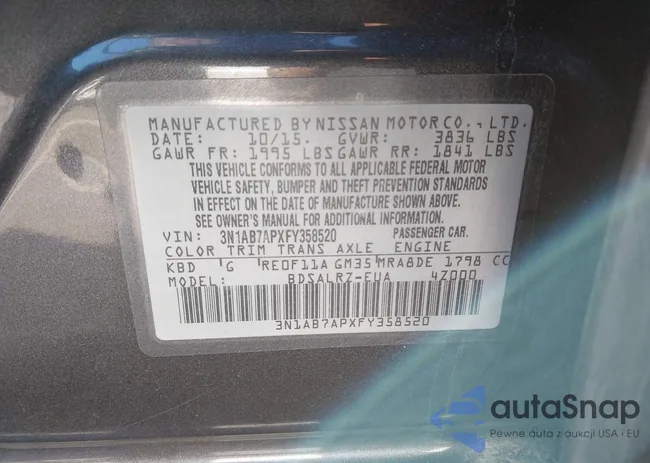 MANUFACTURED BY NISSAN MOTOR CO., LTD.
DATE: 10/15. GVWR: 3836 LBS
GAWR FR: 1995 LBS GAWR RR: 1841 LBS
THIS VEHICLE CONFORMS TO ALL APPLICABLE FEDERAL MOTOR
VEHICLE SAFETY, BUMPER AND THEFT PREVENTION STANDARDS
IN EFFECT ON THE DATE OF MANUFACTURE SHOWN ABOVE.
SEE OWNER'S MANUAL FOR ADDITIONAL INFORMATION.
VIN: 3N1AB7APXFY358520 PASSENGER CAR.
COLOR TRIM TRANS AXLE ENGINE
KBD 'G RE0F11A GM35 MRA8DE 1798 CC
MODEL: BDSALRZ-EUA 4Z000
3N1AB7APXFY358520
autaSnap
Pewne auta z aukcji USA i EU